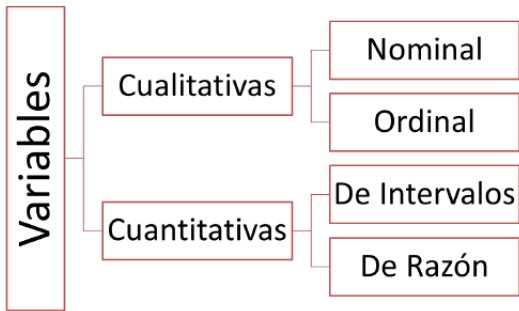 Variables
Cualitativas
Nominal
Ordinal
Cuantitativas
De Intervalos
De Razón